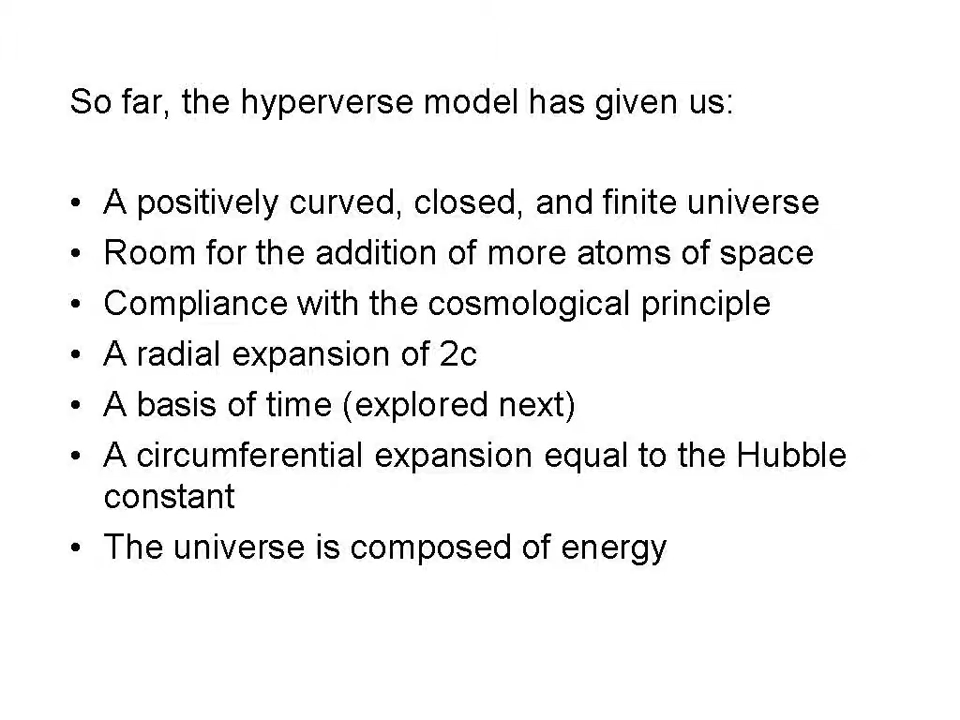 So far, the hyperverse model has given us:
• A positively curved, closed, and finite universe
• Room for the addition of more atoms of space
• Compliance with the cosmological principle
• A radial expansion of 2c
• A basis of time (explored next)
• A circumferential expansion equal to the Hubble
constant
• The universe is composed of energy